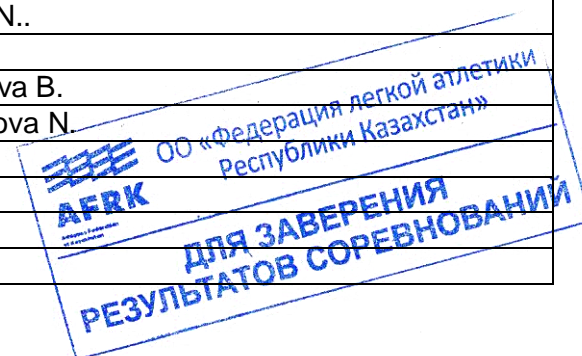 N..
va B.
ova N.
ОО «Федерация легкой атлетики
Республики Казахстан»
AFRK
ДЛЯ ЗАВЕРЕНИЯ
РЕЗУЛЬТАТОВ СОРЕВНОВАНИЙ